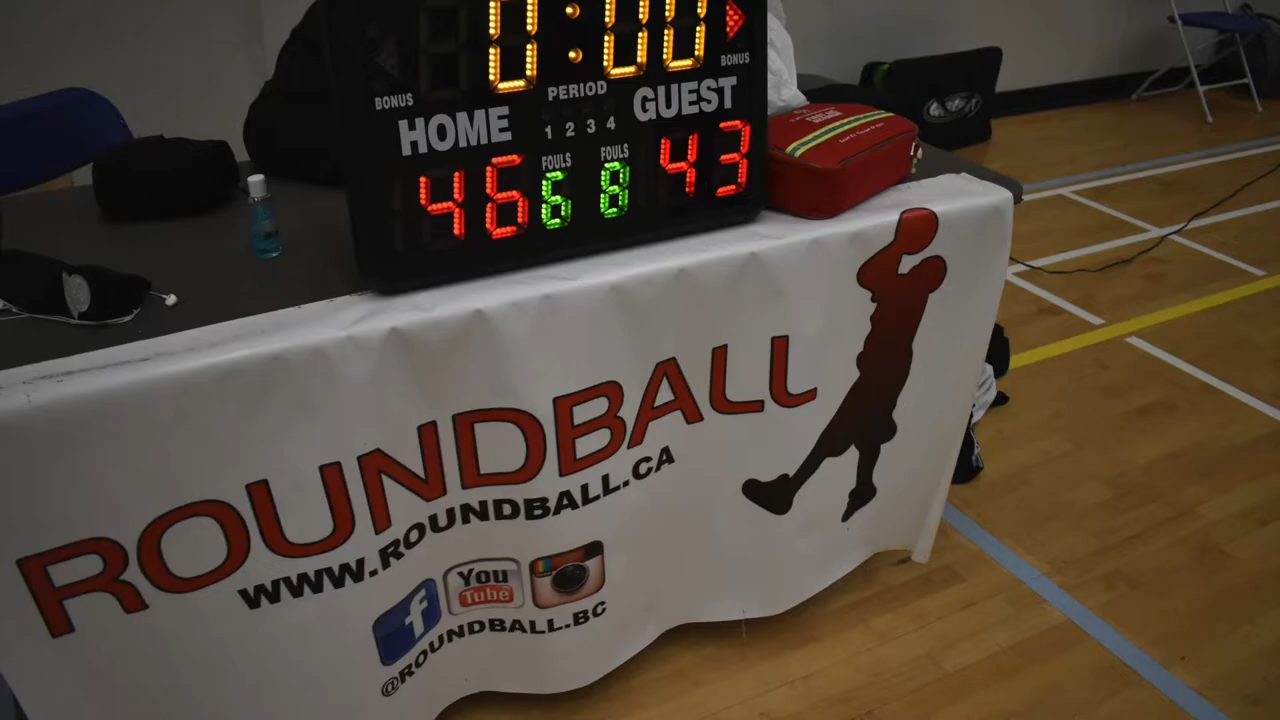 0:00
BONUS
BONUS
PERIOD
HOME
GUEST
1 2 3 4
FOULS
FOULS
46
6
8
43
ROUNDBALL
WWW.ROUNDBALL.CA
f
You
Tube
@ROUNDBALL.BC